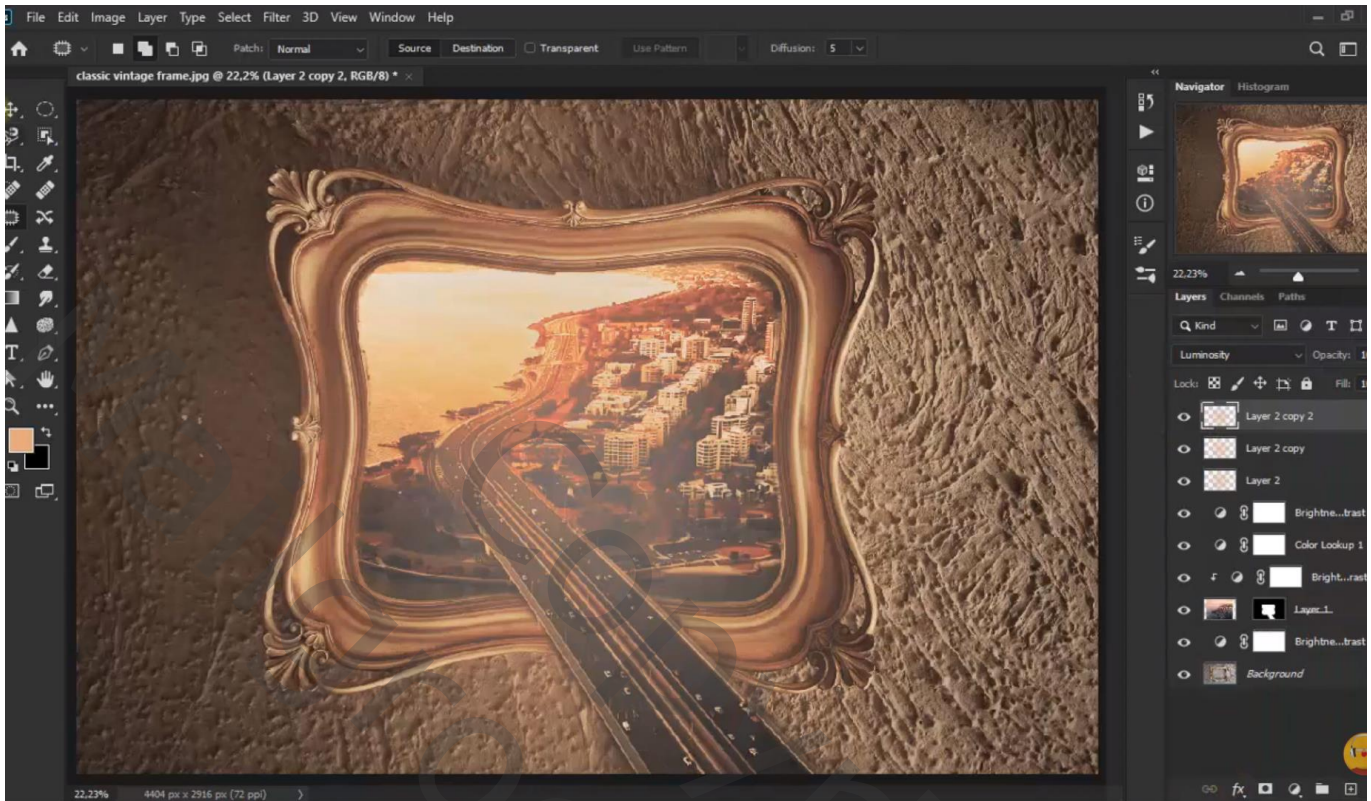 File Edit Image Layer Type Select Filter 3D View Window Help
Patch: Normal Source Destination Transparent Use Pattern Diffusion: 5
classic vintage frame.jpg @ 22,2% (Layer 2 copy 2, RGB/8) * ×
Navigator Histogram
22,23%
Layers Channels Paths
Kind
Luminosity Opacity:
Lock: Fill:
Layer 2 copy 2
Layer 2 copy
Layer 2
Brightne...trast
Color Lookup 1
Bright...rast
Layer 1
Brightne...trast
Background
22,23% 4404 px x 2916 px (72 ppi)